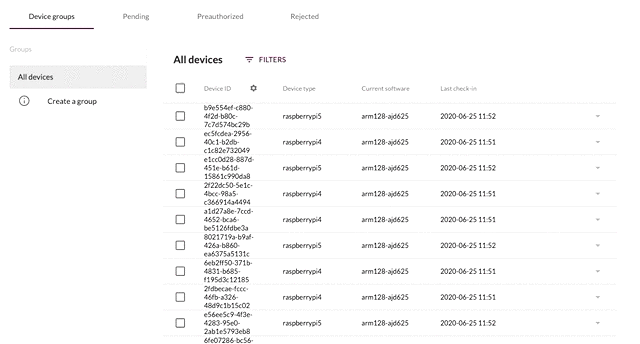 Device groups
Pending
Preauthorized
Rejected
Groups
All devices
Create a group
All devices
FILTERS
Device ID
Device type
Current software
Last check-in
b9e554ef-c880-
4f2d-b80c-
7c7d574bc29b
raspberrypi5
arm128-ajd625
2020-06-25 11:52
ec5fcdea-2956-
40c1-b2db-
c1c82e732049
raspberrypi4
arm128-ajd625
2020-06-25 11:51
e1cc0d28-887d-
451e-b61d-
15861c990da8
raspberrypi5
arm128-ajd625
2020-06-25 11:52
2f22dc50-5e1c-
4bcc-98a5-
c366914a4494
raspberrypi4
arm128-ajd625
2020-06-25 11:51
a1d27a8e-7ccd-
4652-bca6-
be5126fdbe3a
raspberrypi4
arm128-ajd625
2020-06-25 11:51
8021719a-b9af-
426a-b860-
ea6375a5131c
raspberrypi5
arm128-ajd625
2020-06-25 11:52
6eb2ff50-371b-
4831-b685-
f195d3c12185
raspberrypi4
arm128-ajd625
2020-06-25 11:51
2fdbecae-fccc-
46fb-a326-
48d9c1b15c02
raspberrypi4
arm128-ajd625
2020-06-25 11:51
e56ee5c9-4f3e-
4283-95e0-
2ab1e5793eb8
raspberrypi5
arm128-ajd625
2020-06-25 11:52
6fe07286-bc56-